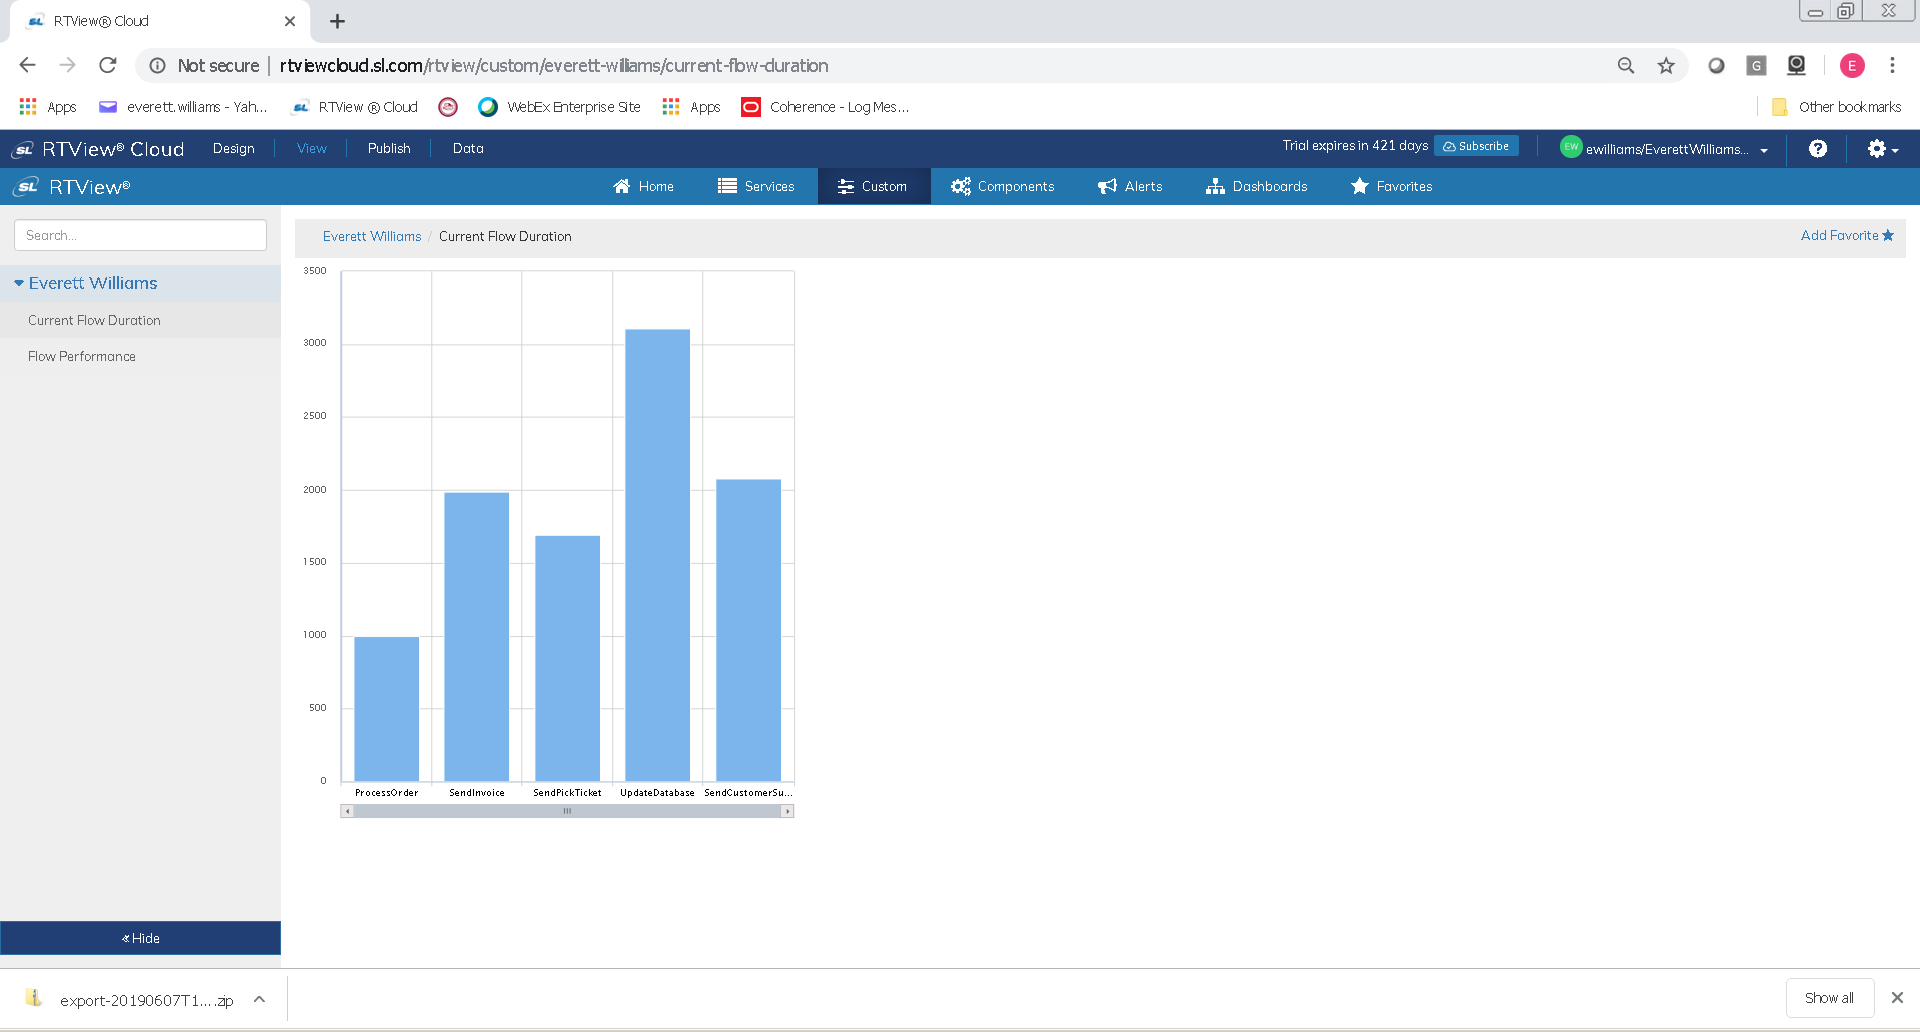 RTView® Cloud
Not secure | rtviewcloud.sl.com/rtview/custom/everett-williams/current-flow-duration
G
E
Apps
everett.williams - Yah...
RTView ® Cloud
WebEx Enterprise Site
Apps
Coherence - Log Mes...
Other bookmarks
SL RTView® Cloud
Design
View
Publish
Data
Trial expires in 421 days
Subscribe
EW
ewilliams/EverettWilliams...
SL RTView®
Home
Services
Custom
Components
Alerts
Dashboards
Favorites
Search...
Everett Williams / Current Flow Duration
Add Favorite
Everett Williams
Current Flow Duration
Flow Performance
3500
3000
2500
2000
1500
1000
500
0
ProcessOrder
SendInvoice
SendPickTicket
UpdateDatabase
SendCustomerSu...
« Hide
export-20190607T1....zip
Show all